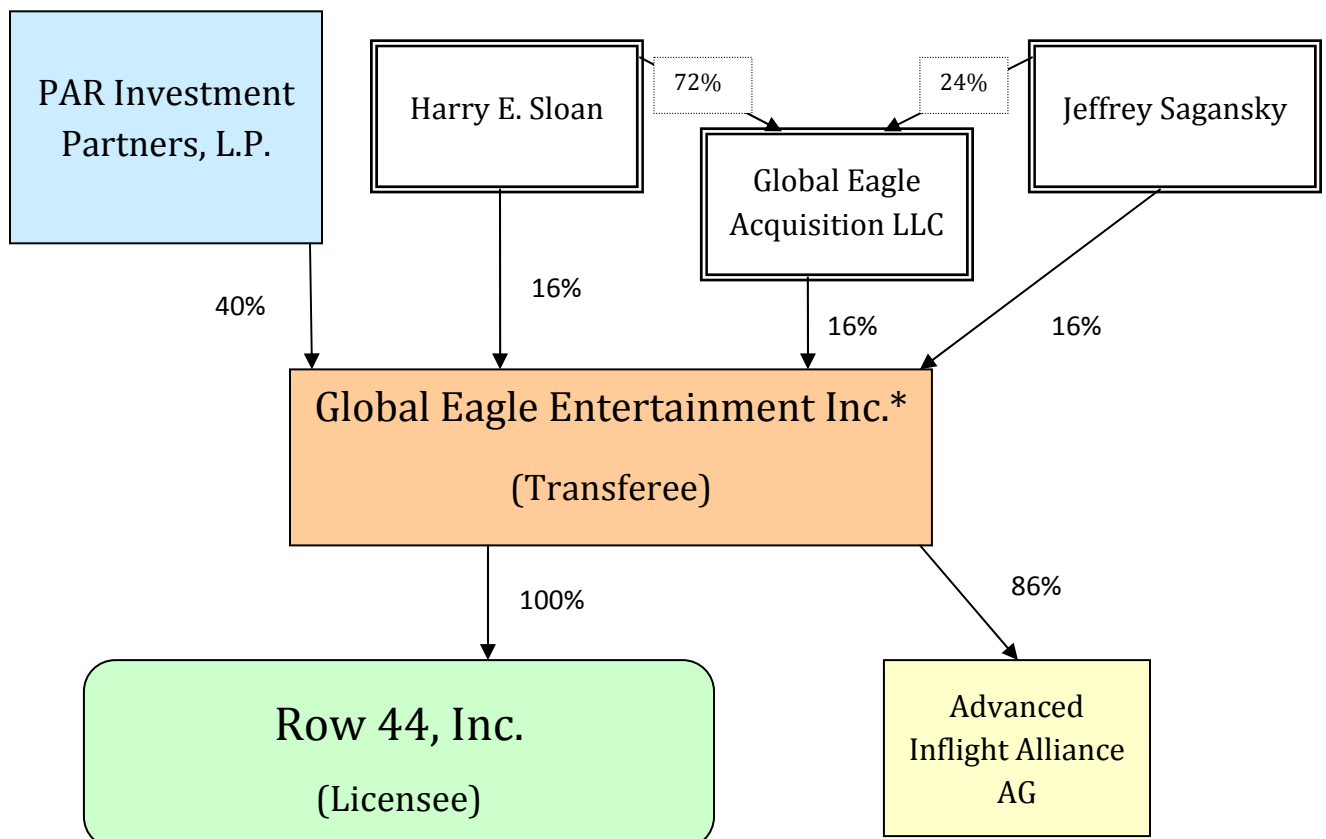 PAR Investment
Partners, L.P.
Harry E. Sloan
72%
24%
Jeffrey Sagansky
Global Eagle
Acquisition LLC
40%
16%
16%
16%
Global Eagle Entertainment Inc.*
(Transferee)
100%
86%
Row 44, Inc.
(Licensee)
Advanced
Inflight Alliance
AG